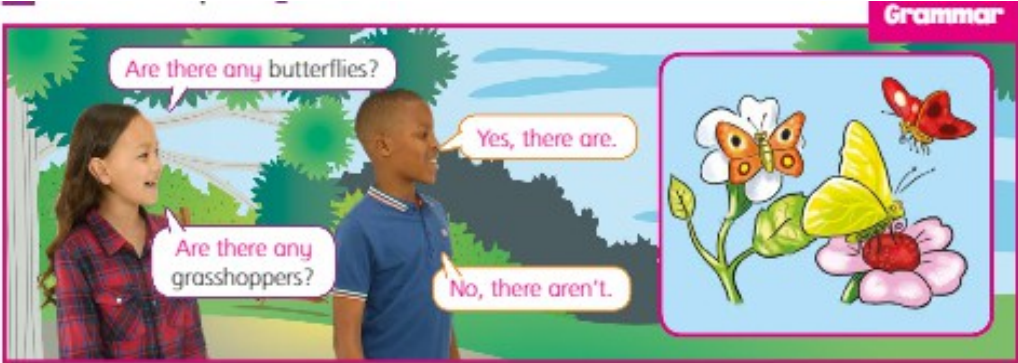 Grammar
Are there any butterflies?
Yes, there are.
Are there any
grasshoppers?
No, there aren't.